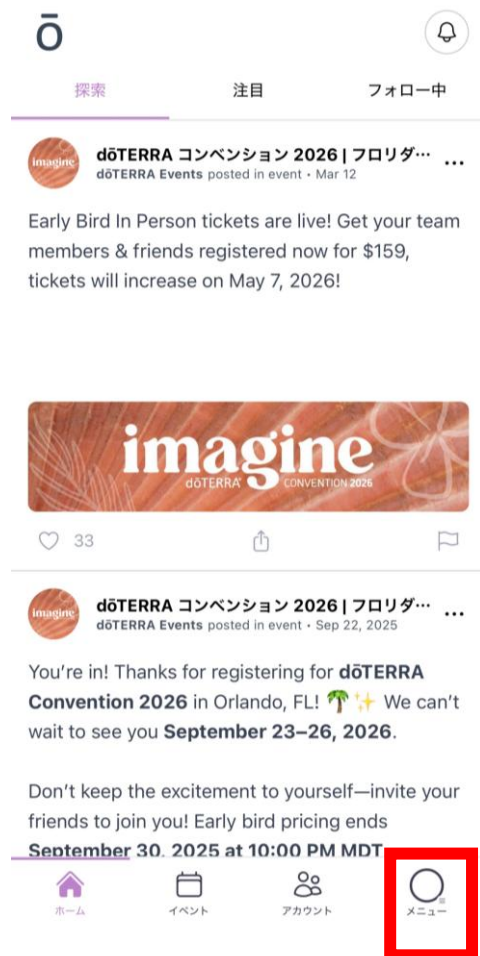 ō
探索 注目 フォロー中
imagine
dōTERRA コンベンション 2026 | フロリダ…
dōTERRA Events posted in event • Mar 12
Early Bird In Person tickets are live! Get your team
members & friends registered now for $159,
tickets will increase on May 7, 2026!
imagine
dōTERRA CONVENTION 2026
33
imagine
dōTERRA コンベンション 2026 | フロリダ…
dōTERRA Events posted in event • Sep 22, 2025
You’re in! Thanks for registering for dōTERRA
Convention 2026 in Orlando, FL! 🌴✨ We can’t
wait to see you September 23–26, 2026.
Don’t keep the excitement to yourself—invite your
friends to join you! Early bird pricing ends
September 30, 2025 at 10:00 PM MDT
ホーム イベント アカウント メニュー